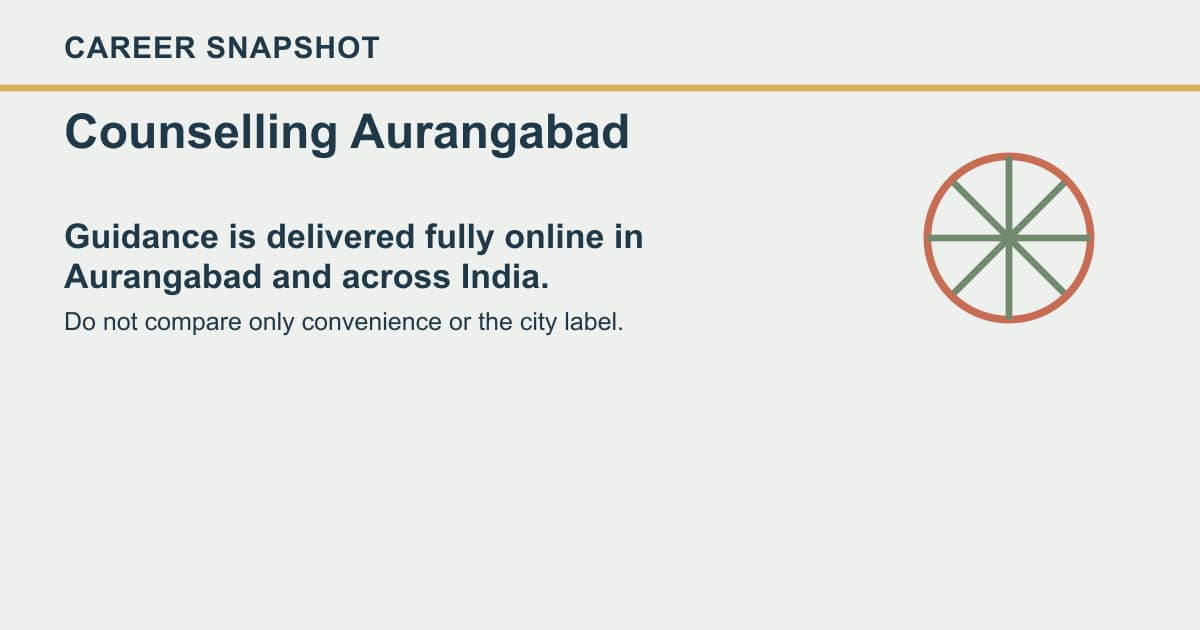 CAREER SNAPSHOT
Counselling Aurangabad
Guidance is delivered fully online in
Aurangabad and across India.
Do not compare only convenience or the city label.